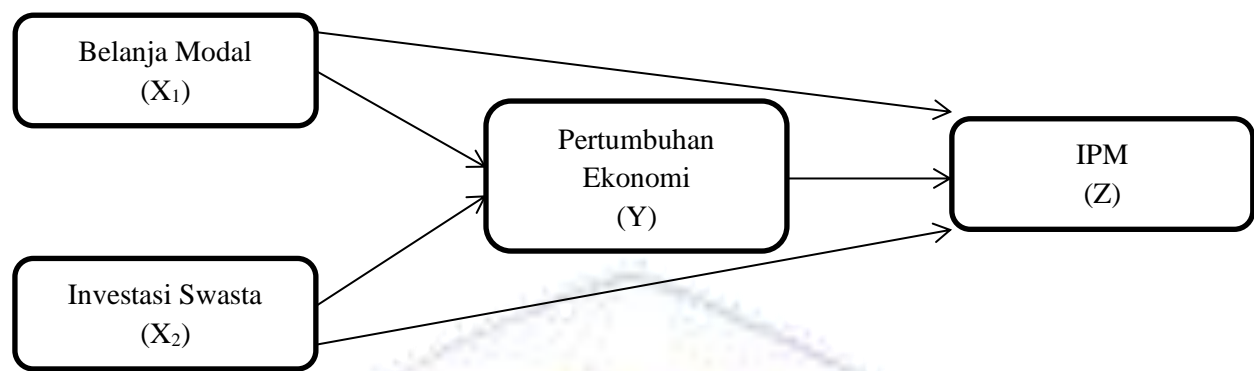 Belanja Modal
(X₁)
Pertumbuhan
Ekonomi
(Y)
IPM
(Z)
Investasi Swasta
(X₂)